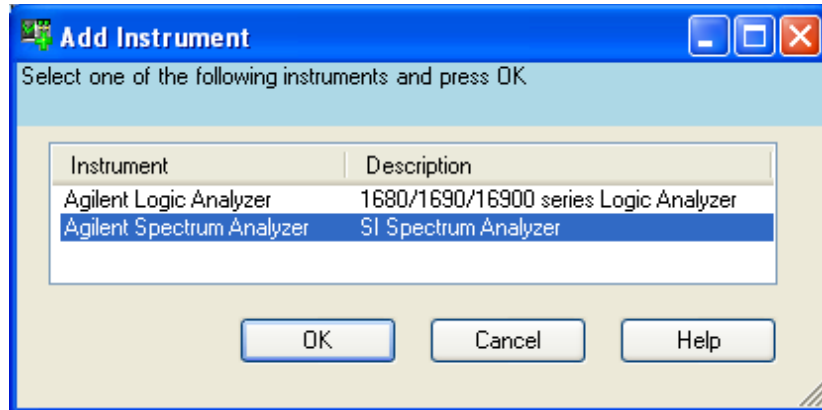 Add Instrument
Select one of the following instruments and press OK
Instrument Description
Agilent Logic Analyzer 1680/1690/16900 series Logic Analyzer
Agilent Spectrum Analyzer SI Spectrum Analyzer
OK Cancel Help